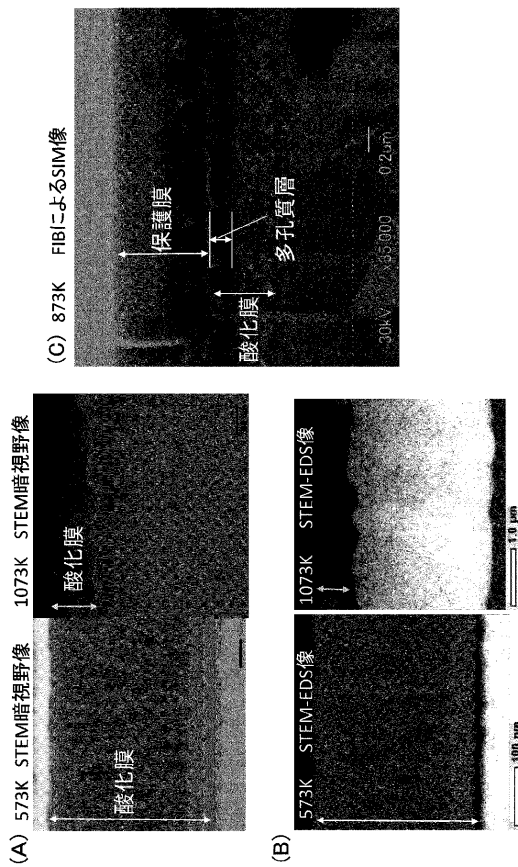 (A)
573K STEM暗視野像
酸化膜
1073K STEM暗視野像
酸化膜
(B)
573K STEM-EDS像
100 nm
1073K STEM-EDS像
1.0 µm
(C) 873K FIBによるSIM像
保護膜
酸化膜
多孔質層
30kV x35,000 0.2µm